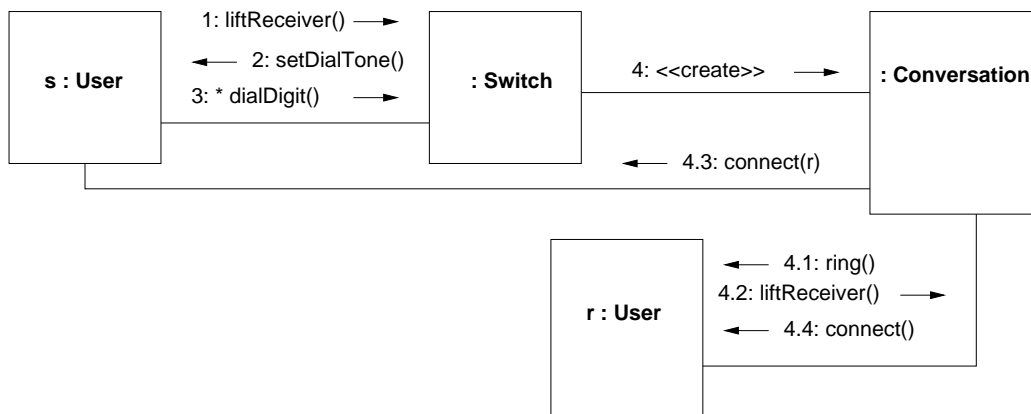 1: liftReceiver()
2: setDialTone()
3: * dialDigit()
s : User
: Switch
4: <<create>>
: Conversation
4.3: connect(r)
4.1: ring()
4.2: liftReceiver()
4.4: connect()
r : User